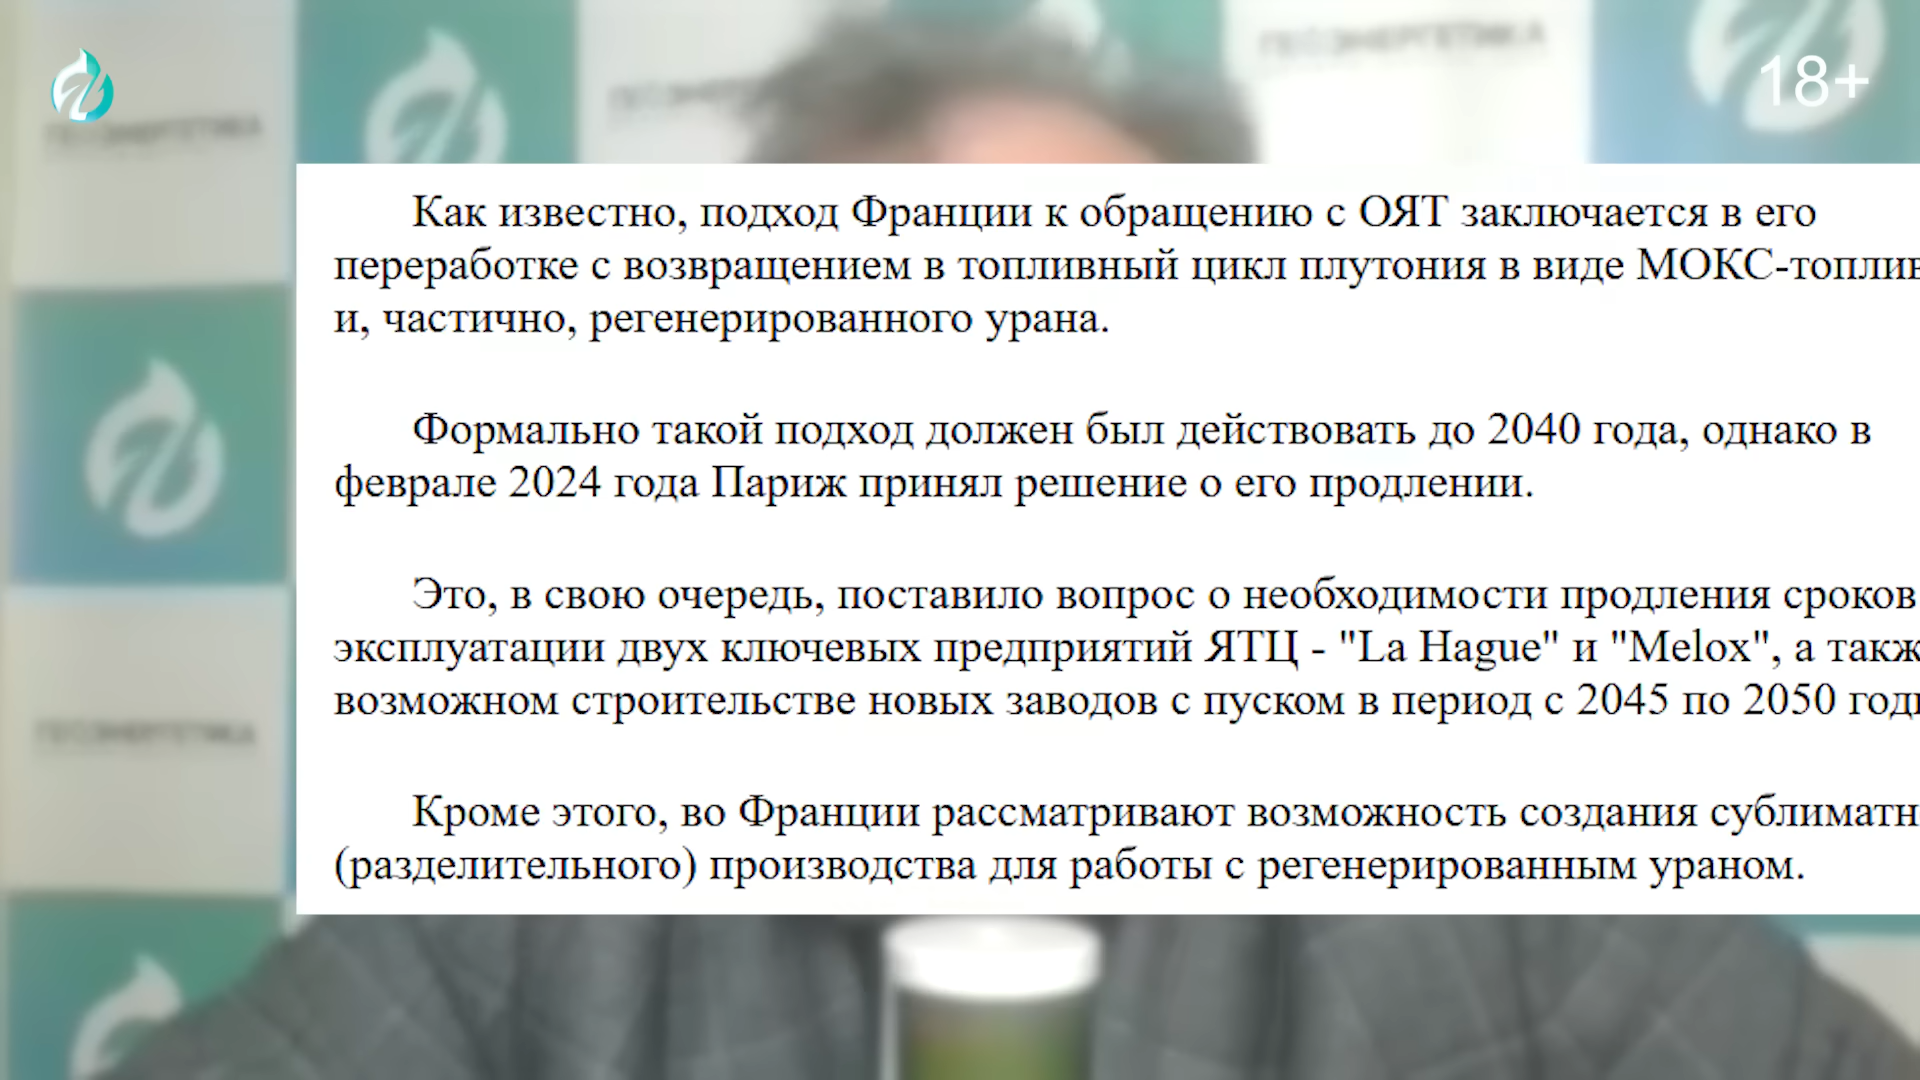 ГЕОЭНЕРГЕТИКА
18+
ГЕОЭНЕРГЕТИКА
Как известно, подход Франции к обращению с ОЯТ заключается в его
переработке с возвращением в топливный цикл плутония в виде МОКС-топлив
и, частично, регенерированного урана.
Формально такой подход должен был действовать до 2040 года, однако в
феврале 2024 года Париж принял решение о его продлении.
Это, в свою очередь, поставило вопрос о необходимости продления сроков
эксплуатации двух ключевых предприятий ЯТЦ - "La Hague" и "Melox", а такж
возможном строительстве новых заводов с пуском в период с 2045 по 2050 год
Кроме этого, во Франции рассматривают возможность создания сублиматн
(разделительного) производства для работы с регенерированным ураном.
ГЕОЭНЕРГЕТИКА